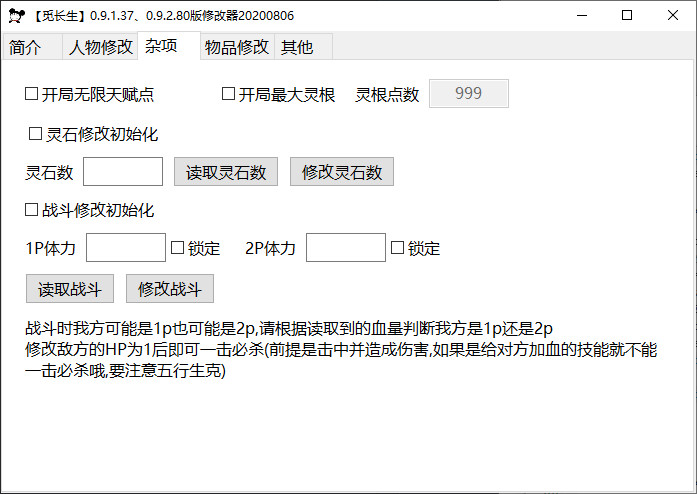 【觅长生】0.9.1.37、0.9.2.80版修改器20200806
简介 人物修改 杂项 物品修改 其他
开局无限天赋点 开局最大灵根 灵根点数 999
灵石修改初始化
灵石数 读取灵石数 修改灵石数
战斗修改初始化
1P体力 锁定 2P体力 锁定
读取战斗 修改战斗
战斗时我方可能是1p也可能是2p,请根据读取到的血量判断我方是1p还是2p
修改敌方的HP为1后即可一击必杀(前提是击中并造成伤害,如果是给对方加血的技能就不能
一击必杀哦,要注意五行生克)